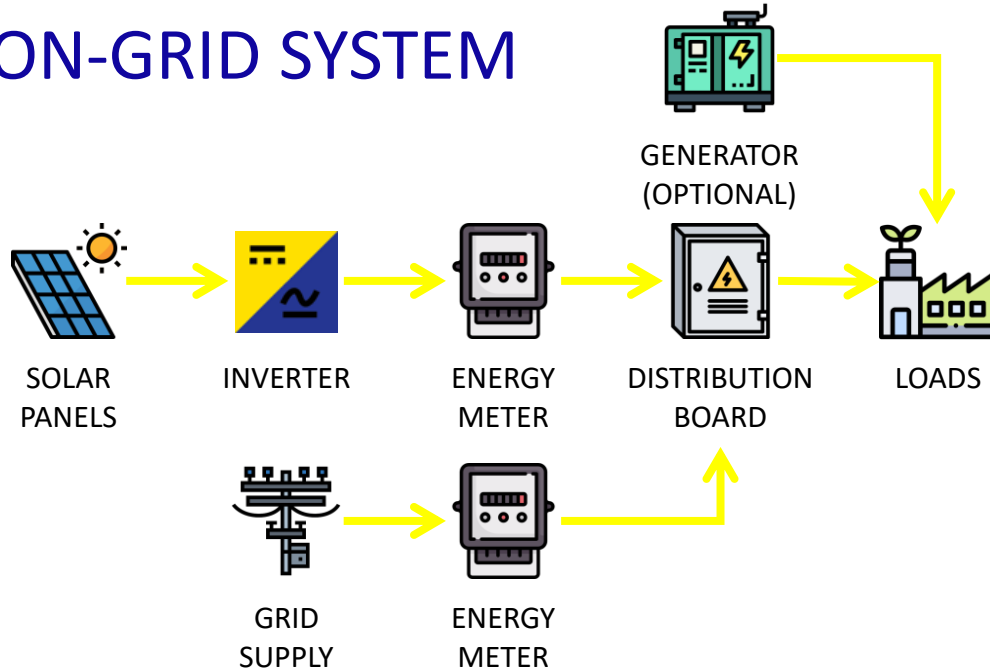 ON-GRID SYSTEM
GENERATOR
(OPTIONAL)
SOLAR
PANELS
INVERTER
ENERGY
METER
DISTRIBUTION
BOARD
LOADS
GRID
SUPPLY
ENERGY
METER